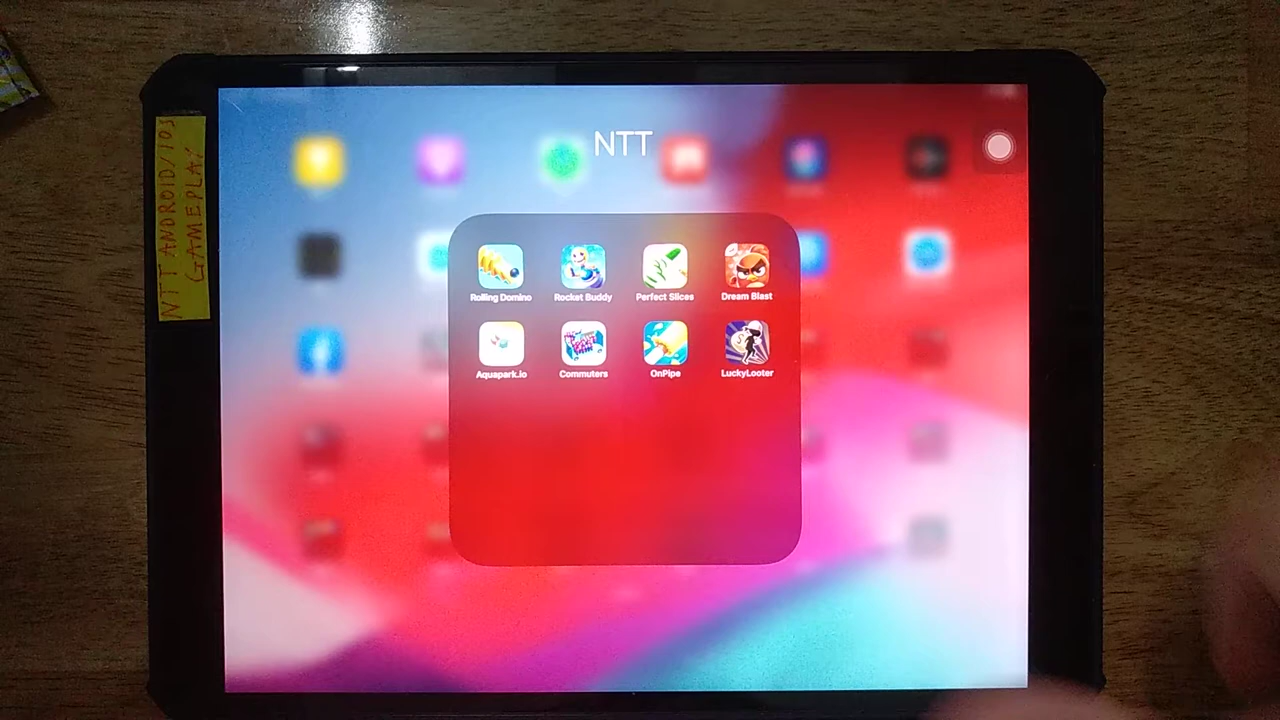 NTT ANDROID/IOS
GAMEPLAY
NTT
Rolling Domino
Rocket Buddy
Perfect Slices
Dream Blast
Aquapark.io
Commuters
OnPipe
LuckyLooter